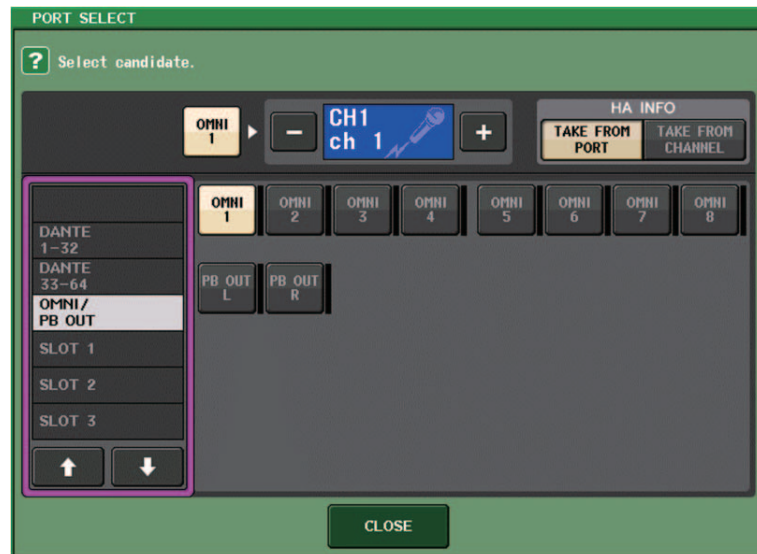 PORT SELECT
? Select candidate.
OMNI
1
−
CH1
ch 1
+
HA INFO
TAKE FROM
PORT
TAKE FROM
CHANNEL
DANTE
1-32
DANTE
33-64
OMNI/
PB OUT
SLOT 1
SLOT 2
SLOT 3
OMNI
1
OMNI
2
OMNI
3
OMNI
4
OMNI
5
OMNI
6
OMNI
7
OMNI
8
PB OUT
L
PB OUT
R
CLOSE